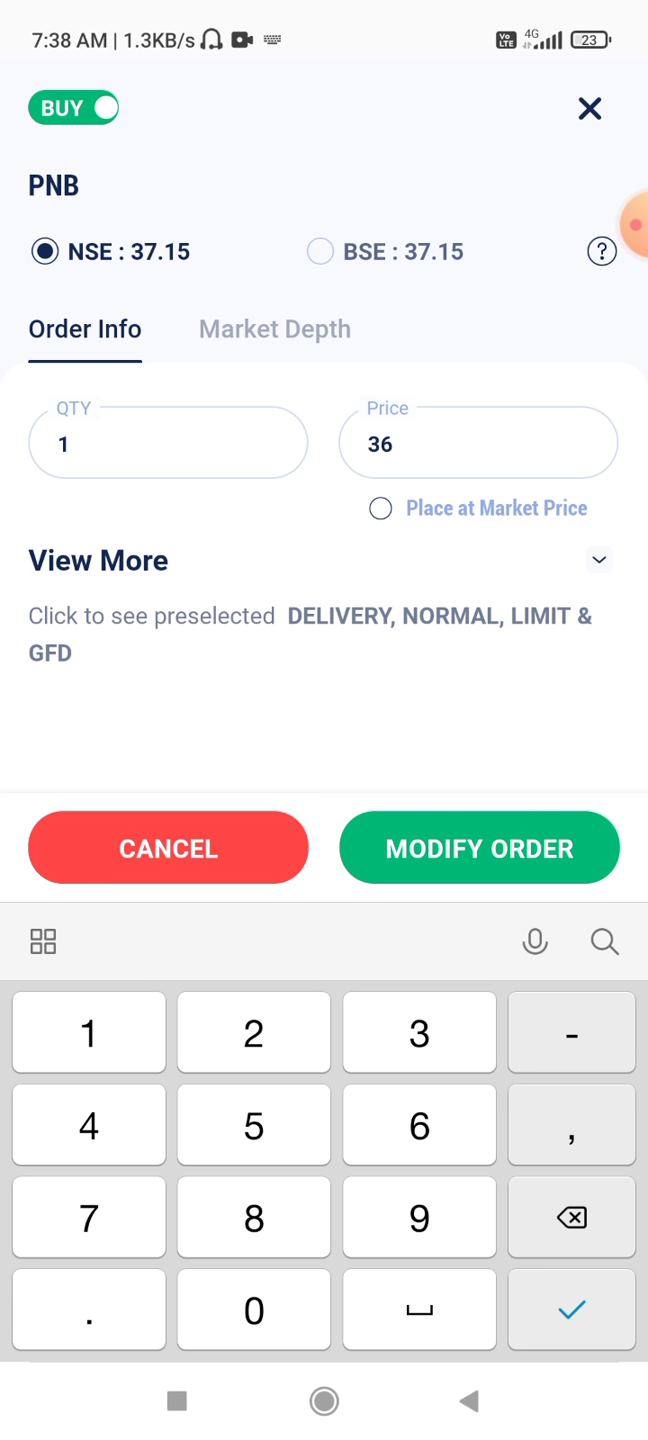 7:38 AM | 1.3KB/s
Vo LTE 4G 23
BUY
PNB
NSE : 37.15 BSE : 37.15 ?
Order Info Market Depth
QTY Price
1 36
Place at Market Price
View More
Click to see preselected DELIVERY, NORMAL, LIMIT &
GFD
CANCEL MODIFY ORDER
1 2 3 -
4 5 6 ,
7 8 9
. 0